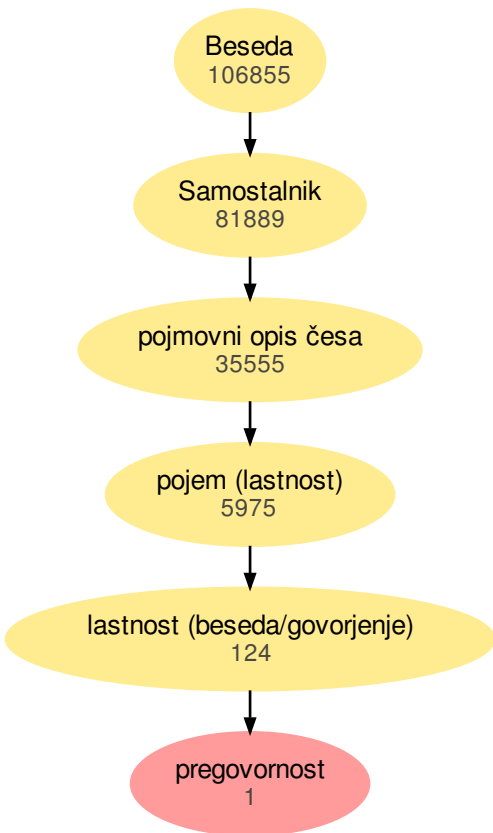 Beseda
106855
Samostalnik
81889
pojmovni opis česa
35555
pojem (lastnost)
5975
lastnost (beseda/govorjenje)
124
pregovornost
1